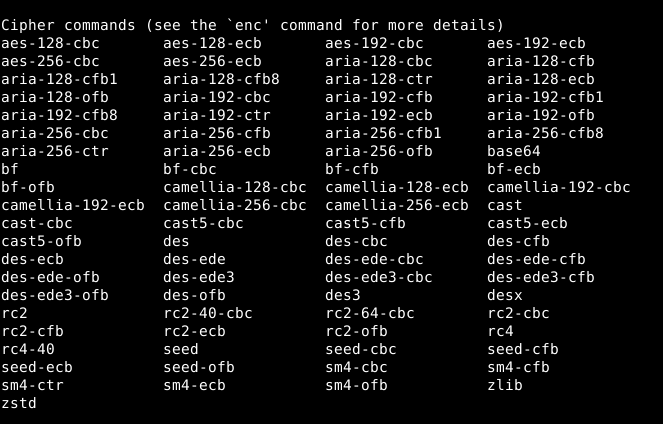 Cipher commands (see the `enc' command for more details)
aes-128-cbc       aes-128-ecb       aes-192-cbc       aes-192-ecb
aes-256-cbc       aes-256-ecb       aria-128-cbc      aria-128-cfb
aria-128-cfb1     aria-128-cfb8     aria-128-ctr      aria-128-ecb
aria-128-ofb      aria-192-cbc      aria-192-cfb      aria-192-cfb1
aria-192-cfb8     aria-192-ctr      aria-192-ecb      aria-192-ofb
aria-256-cbc      aria-256-cfb      aria-256-cfb1     aria-256-cfb8
aria-256-ctr      aria-256-ecb      aria-256-ofb      base64
bf                bf-cbc            bf-cfb            bf-ecb
bf-ofb            camellia-128-cbc  camellia-128-ecb  camellia-192-cbc
camellia-192-ecb  camellia-256-cbc  camellia-256-ecb  cast
cast-cbc          cast5-cbc         cast5-cfb         cast5-ecb
cast5-ofb         des               des-cbc           des-cfb
des-ecb           des-ede           des-ede-cbc       des-ede-cfb
des-ede-ofb       des-ede3          des-ede3-cbc      des-ede3-cfb
des-ede3-ofb      des-ofb           des3              desx
rc2               rc2-40-cbc        rc2-64-cbc        rc2-cbc
rc2-cfb           rc2-ecb           rc2-ofb           rc4
rc4-40            seed              seed-cbc          seed-cfb
seed-ecb          seed-ofb          sm4-cbc           sm4-cfb
sm4-ctr           sm4-ecb           sm4-ofb           zlib
zstd